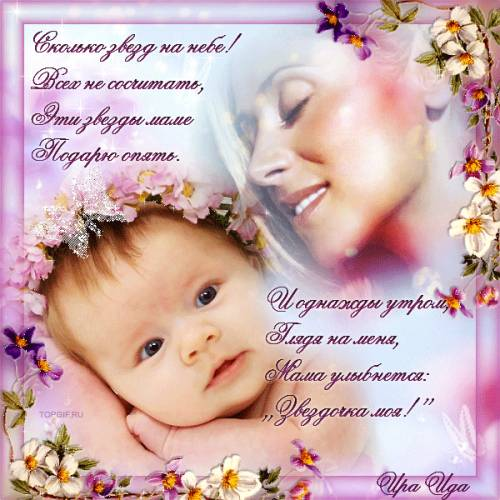 Сколько звезд на небе!
Всех не сосчитать,
Эти звезды маме
Подарю опять.
И однажды утром,
Глядя на меня,
Мама улыбнется:
„Звездочка моя!”
TOPGIF.RU
Ира Ида